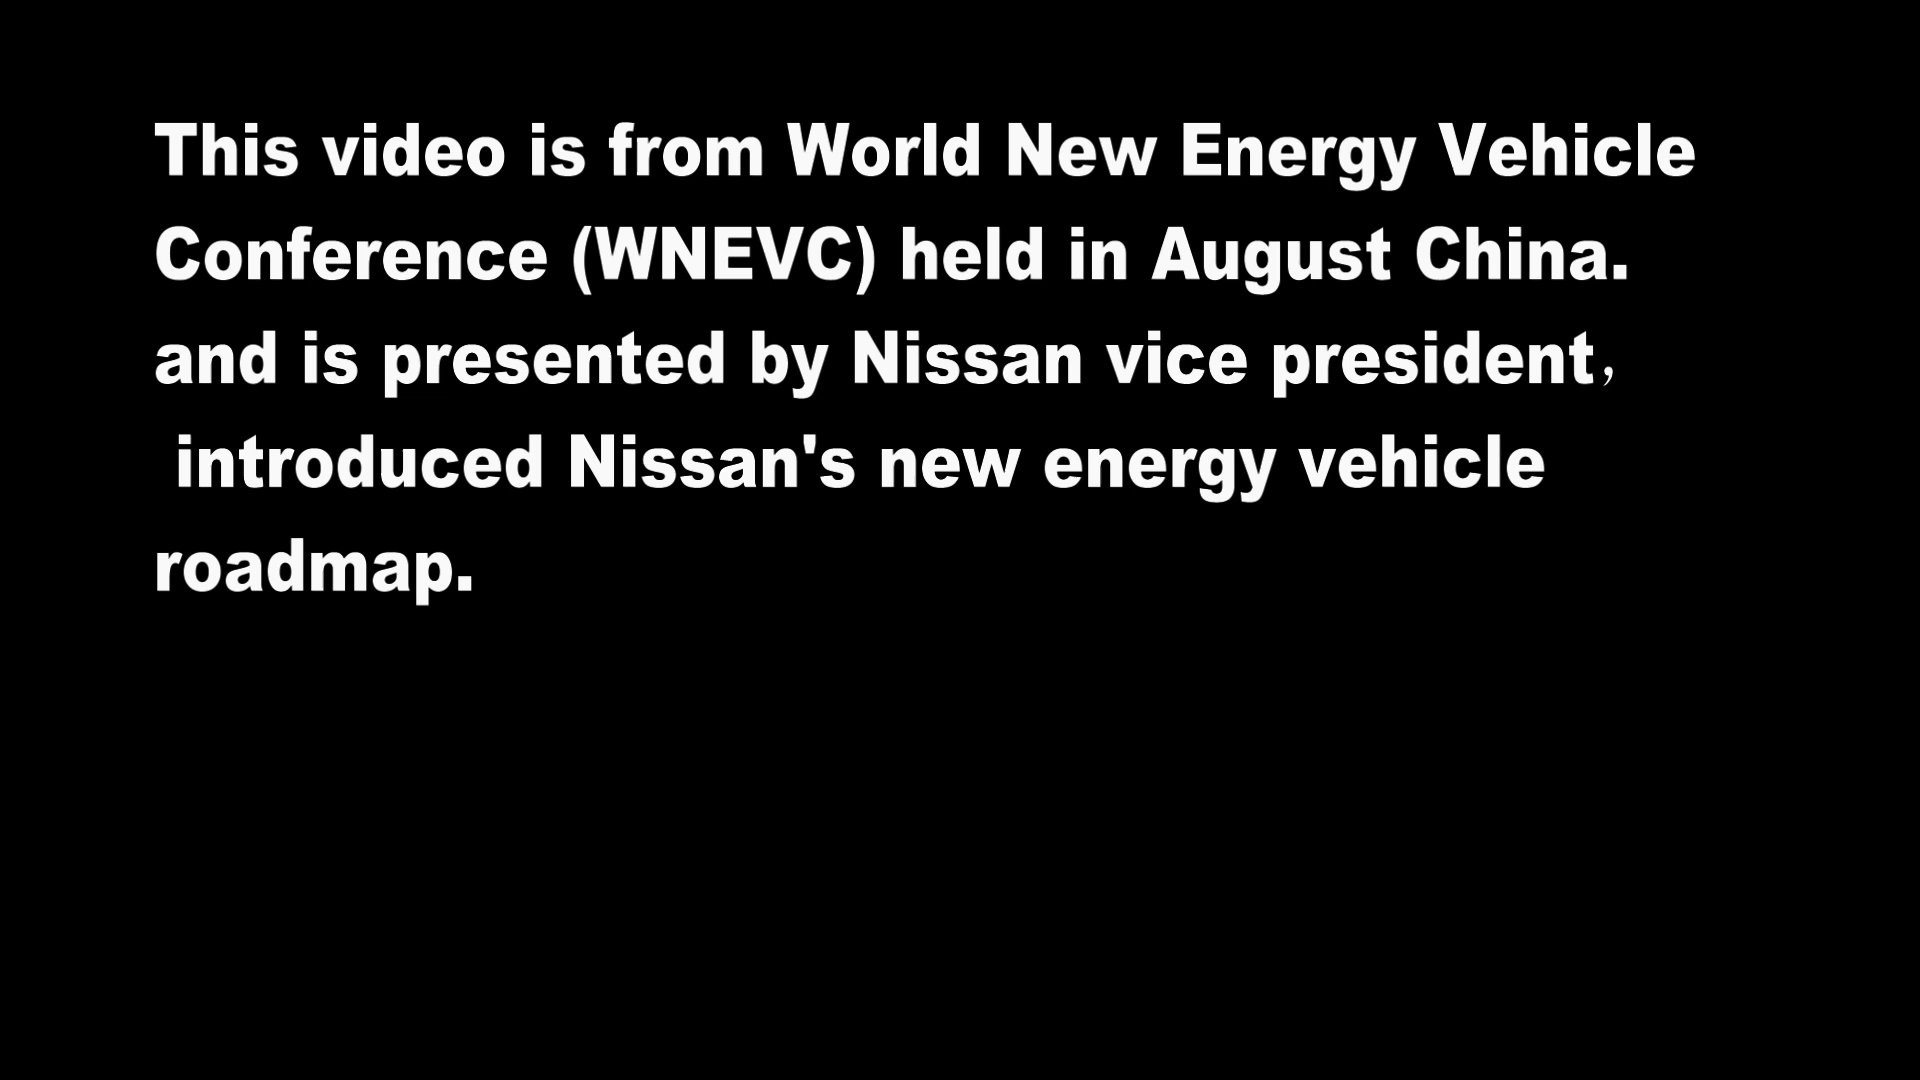 This video is from World New Energy Vehicle
Conference (WNEVC) held in August China.
and is presented by Nissan vice president，
introduced Nissan's new energy vehicle
roadmap.